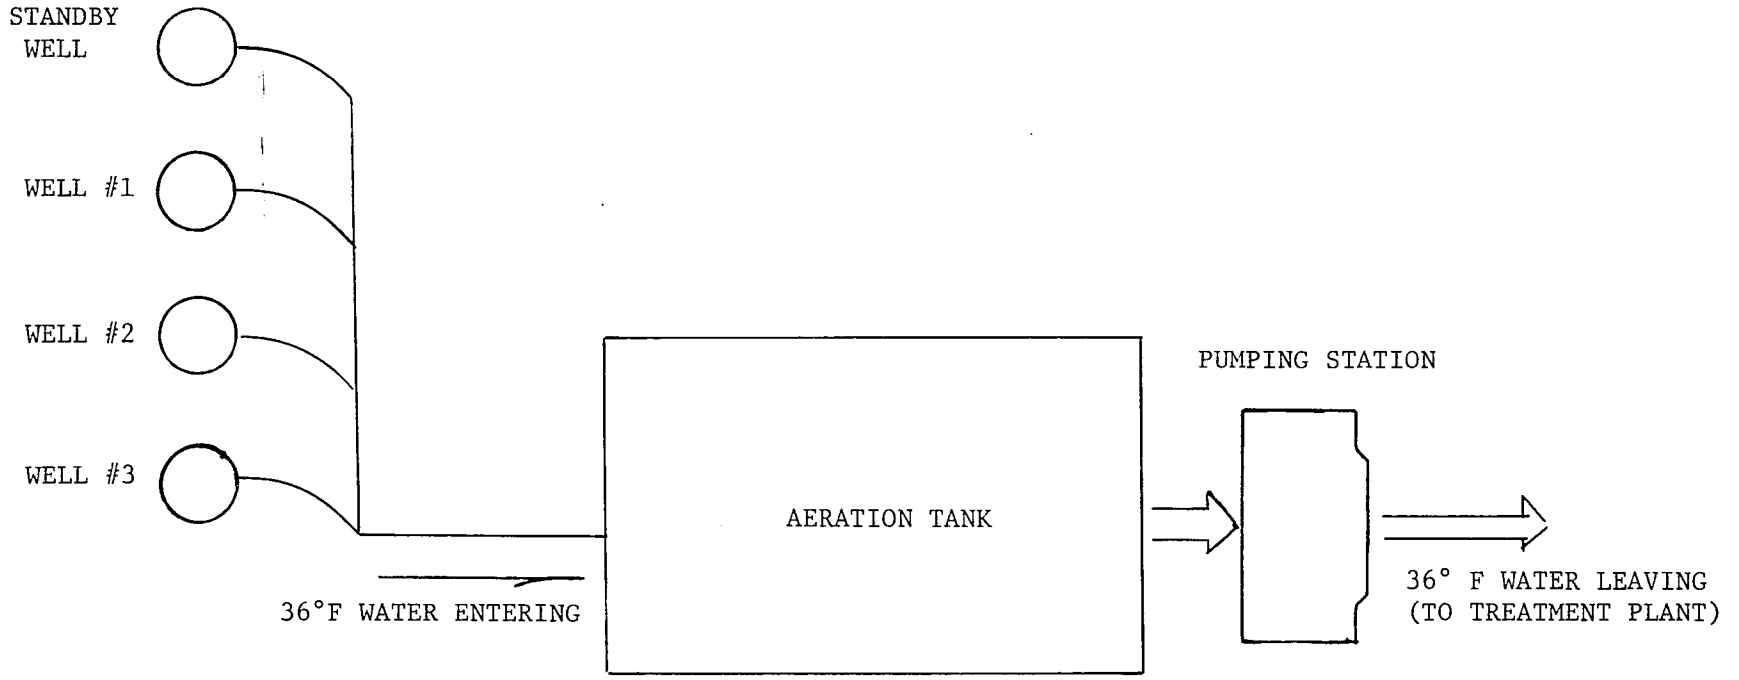 STANDBY
WELL
WELL #1
WELL #2
WELL #3
PUMPING STATION
AERATION TANK
36°F WATER ENTERING
36° F WATER LEAVING
(TO TREATMENT PLANT)